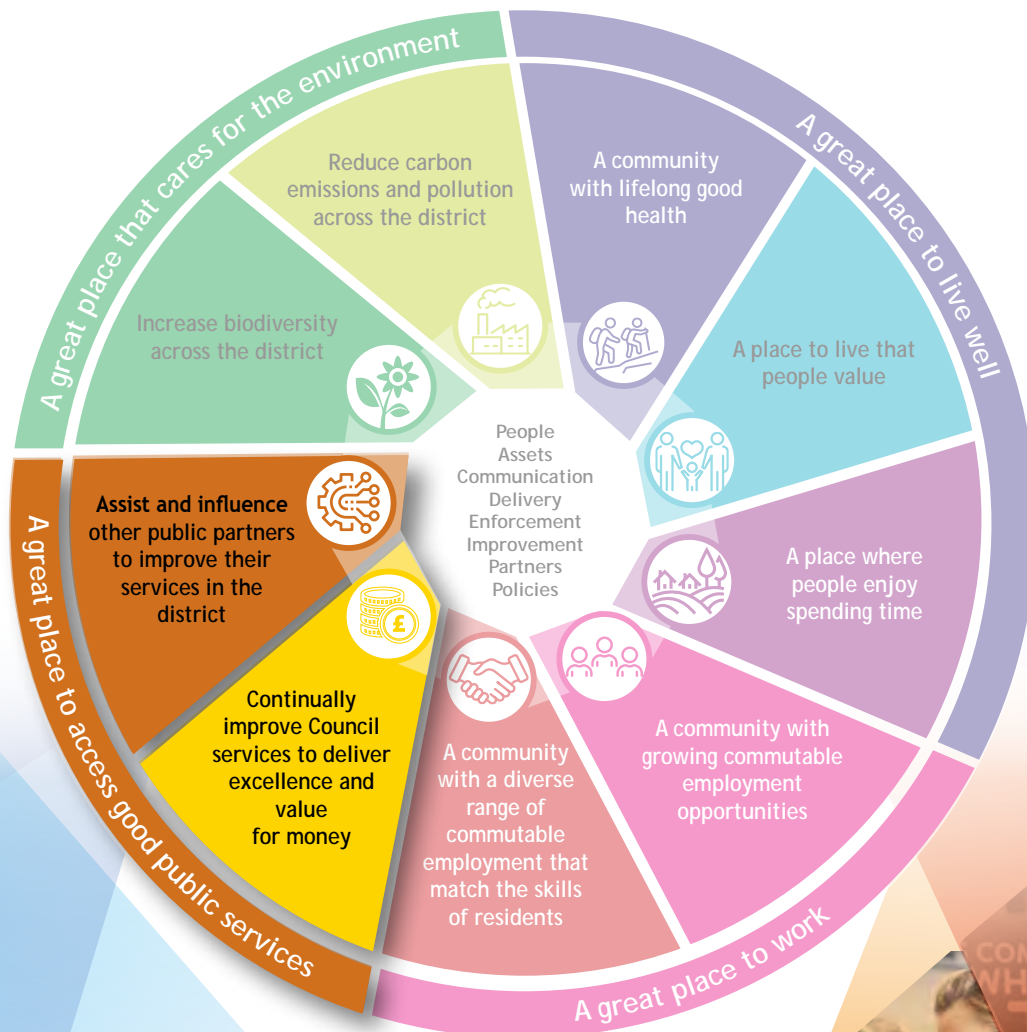 A great place that cares for the environment
Reduce carbon
emissions and pollution
across the district
Increase biodiversity
across the district
A great place to live well
A community
with lifelong good
health
A place to live that
people value
A place where
people enjoy
spending time
A great place to work
A community with
growing commutable
employment
opportunities
A community
with a diverse
range of
commutable
employment that
match the skills
of residents
A great place to access good public services
Continually
improve Council
services to deliver
excellence and
value
for money
Assist and influence
other public partners
to improve their
services in the
district
£
People
Assets
Communication
Delivery
Enforcement
Improvement
Partners
Policies